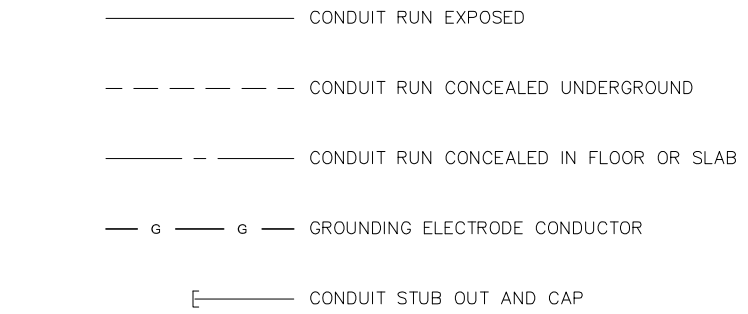 CONDUIT RUN EXPOSED
CONDUIT RUN CONCEALED UNDERGROUND
CONDUIT RUN CONCEALED IN FLOOR OR SLAB
G G GROUNDING ELECTRODE CONDUCTOR
CONDUIT STUB OUT AND CAP